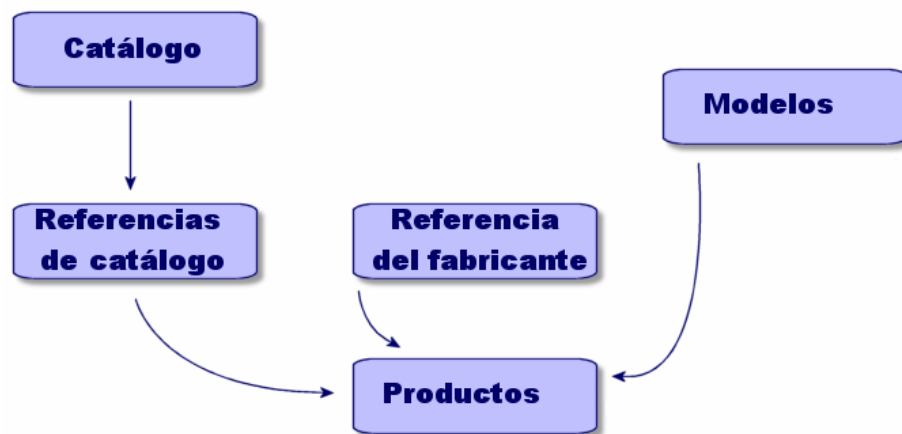 Catálogo
Modelos
Referencias
de catálogo
Referencia
del fabricante
Productos